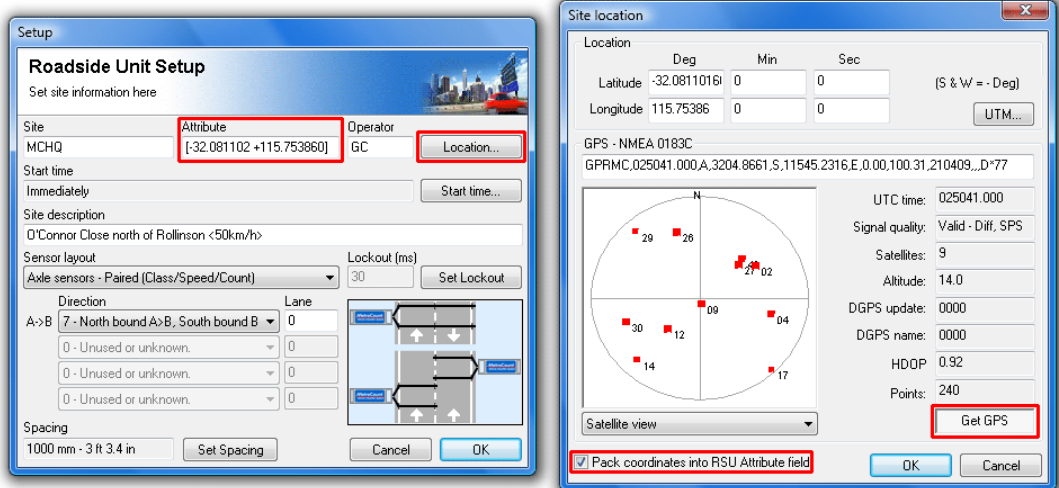 Setup
Roadside Unit Setup
Set site information here
Site Attribute Operator
MCHQ [-32.081102 +115.753860] GC Location...
Start time
Immediately Start time...
Site description
O'Connor Close north of Rollinson <50km/h>
Sensor layout Lockout (ms)
Axle sensors - Paired (Class/Speed/Count) 30 Set Lockout
Direction Lane
A->B 7 - North bound A>B, South bound B 0
0 - Unused or unknown. 0
0 - Unused or unknown. 0
0 - Unused or unknown. 0
MetroCount
MetroCount
MetroCount
Spacing
1000 mm - 3 ft 3.4 in Set Spacing Cancel OK
Site location
Location
Deg Min Sec
Latitude -32.0811016 0 0 (S & W = - Deg)
Longitude 115.75386 0 0 UTM...
GPS - NMEA 0183C
GPRMC,025041.000,A,3204.8661,S,11545.2316,E,0.00,100.31,210409,,,D*77
N
29 26
27 02
09
04
30 12
14
17
UTC time: 025041.000
Signal quality: Valid - Diff, SPS
Satellites: 9
Altitude: 14.0
DGPS update: 0000
DGPS name: 0000
HDOP 0.92
Points: 240
Satellite view Get GPS
Pack coordinates into RSU Attribute field OK Cancel